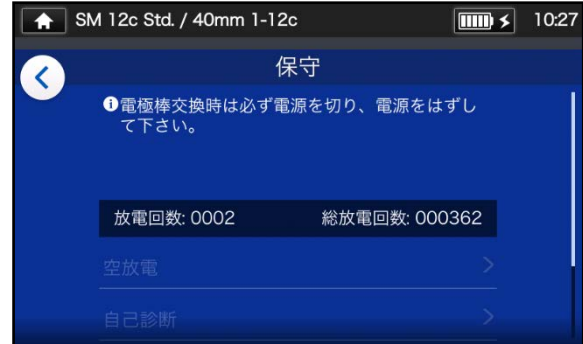 SM 12c Std. / 40mm 1-12c 10:27
保守
電極棒交換時は必ず電源を切り、電源をはずし
て下さい。
放電回数: 0002 総放電回数: 000362
空放電
自己診断